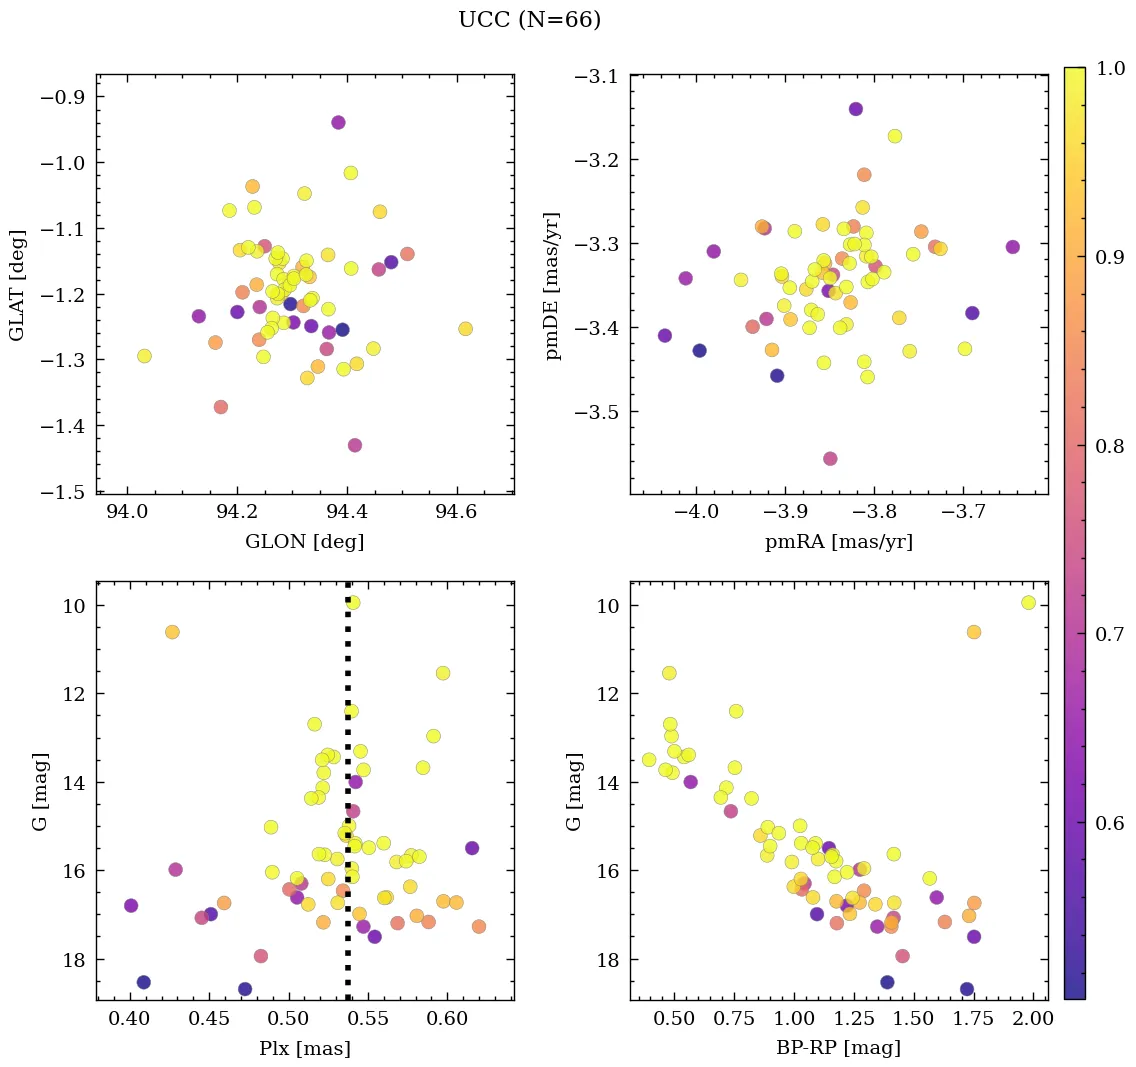 UCC (N=66)
−0.9
−1.0
−1.1
−1.2
−1.3
−1.4
−1.5
GLAT [deg]
94.0 94.2 94.4 94.6
GLON [deg]
−3.1
−3.2
−3.3
−3.4
−3.5
pmDE [mas/yr]
−4.0 −3.9 −3.8 −3.7
pmRA [mas/yr]
10
12
14
16
18
G [mag]
0.40 0.45 0.50 0.55 0.60
Plx [mas]
10
12
14
16
18
G [mag]
0.50 0.75 1.00 1.25 1.50 1.75 2.00
BP-RP [mag]
1.0
0.9
0.8
0.7
0.6